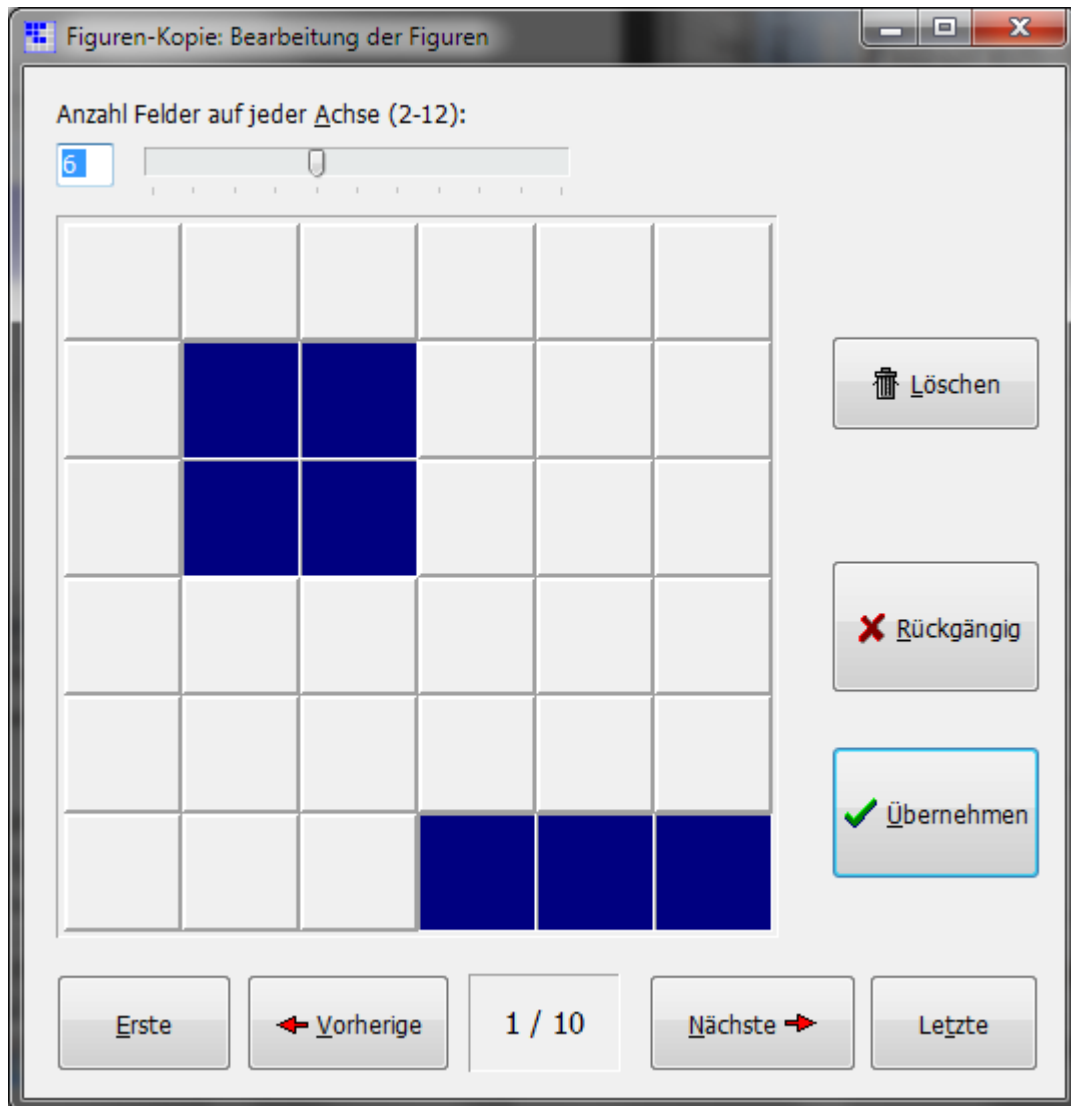 Figuren-Kopie: Bearbeitung der Figuren
Anzahl Felder auf jeder Achse (2-12):
6
Löschen
Rückgängig
Übernehmen
Erste
Vorherige
1 / 10
Nächste
Letzte